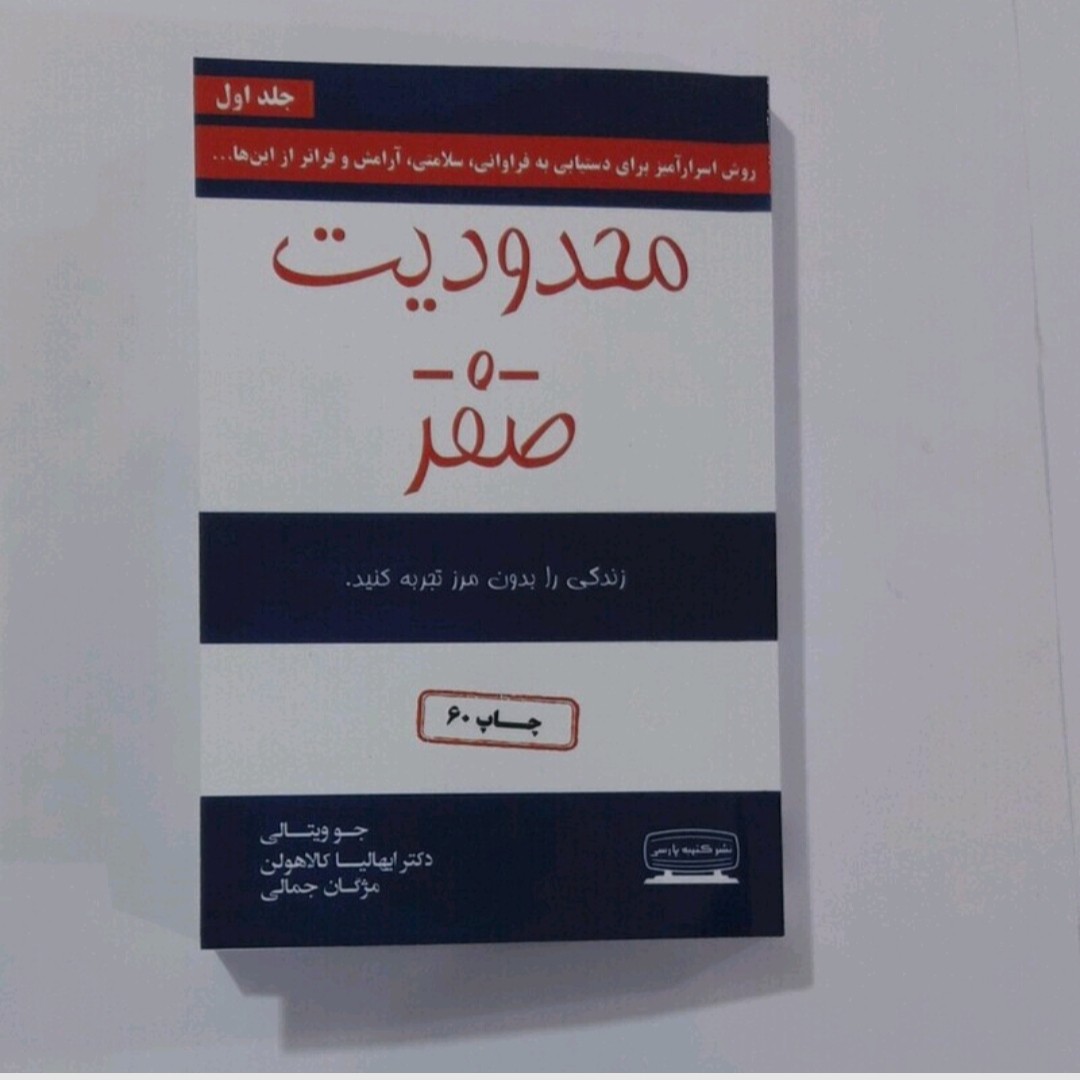 جلد اول
روش اسرارآمیز برای دستیابی به فراوانی، سلامتی، آرامش و فراتر از این‌ها...
محدودیت
صفر
زندگی را بدون مرز تجربه کنید.
چاپ ۶۰
جو ویتالی
دکتر ایهالیا کالاهولن
مژگان جمالی
نشر کتیبه پارسی